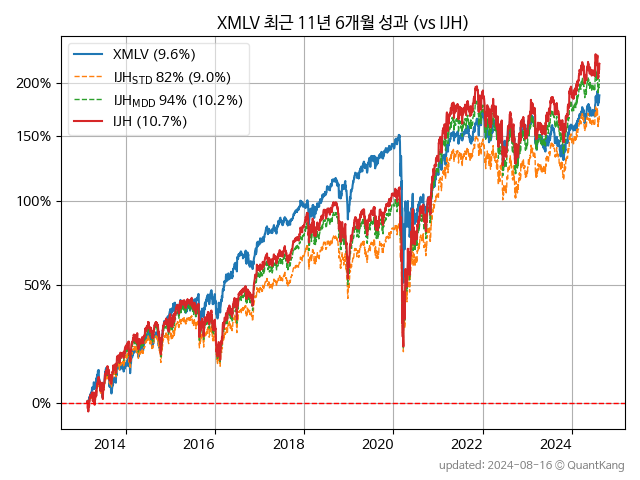 XMLV 최근 11년 6개월 성과 (vs IJH)
XMLV (9.6%)
IJH_STD 82% (9.0%)
IJH_MDD 94% (10.2%)
IJH (10.7%)
200%
150%
100%
50%
0%
2014 2016 2018 2020 2022 2024
updated: 2024-08-16 © QuantKang